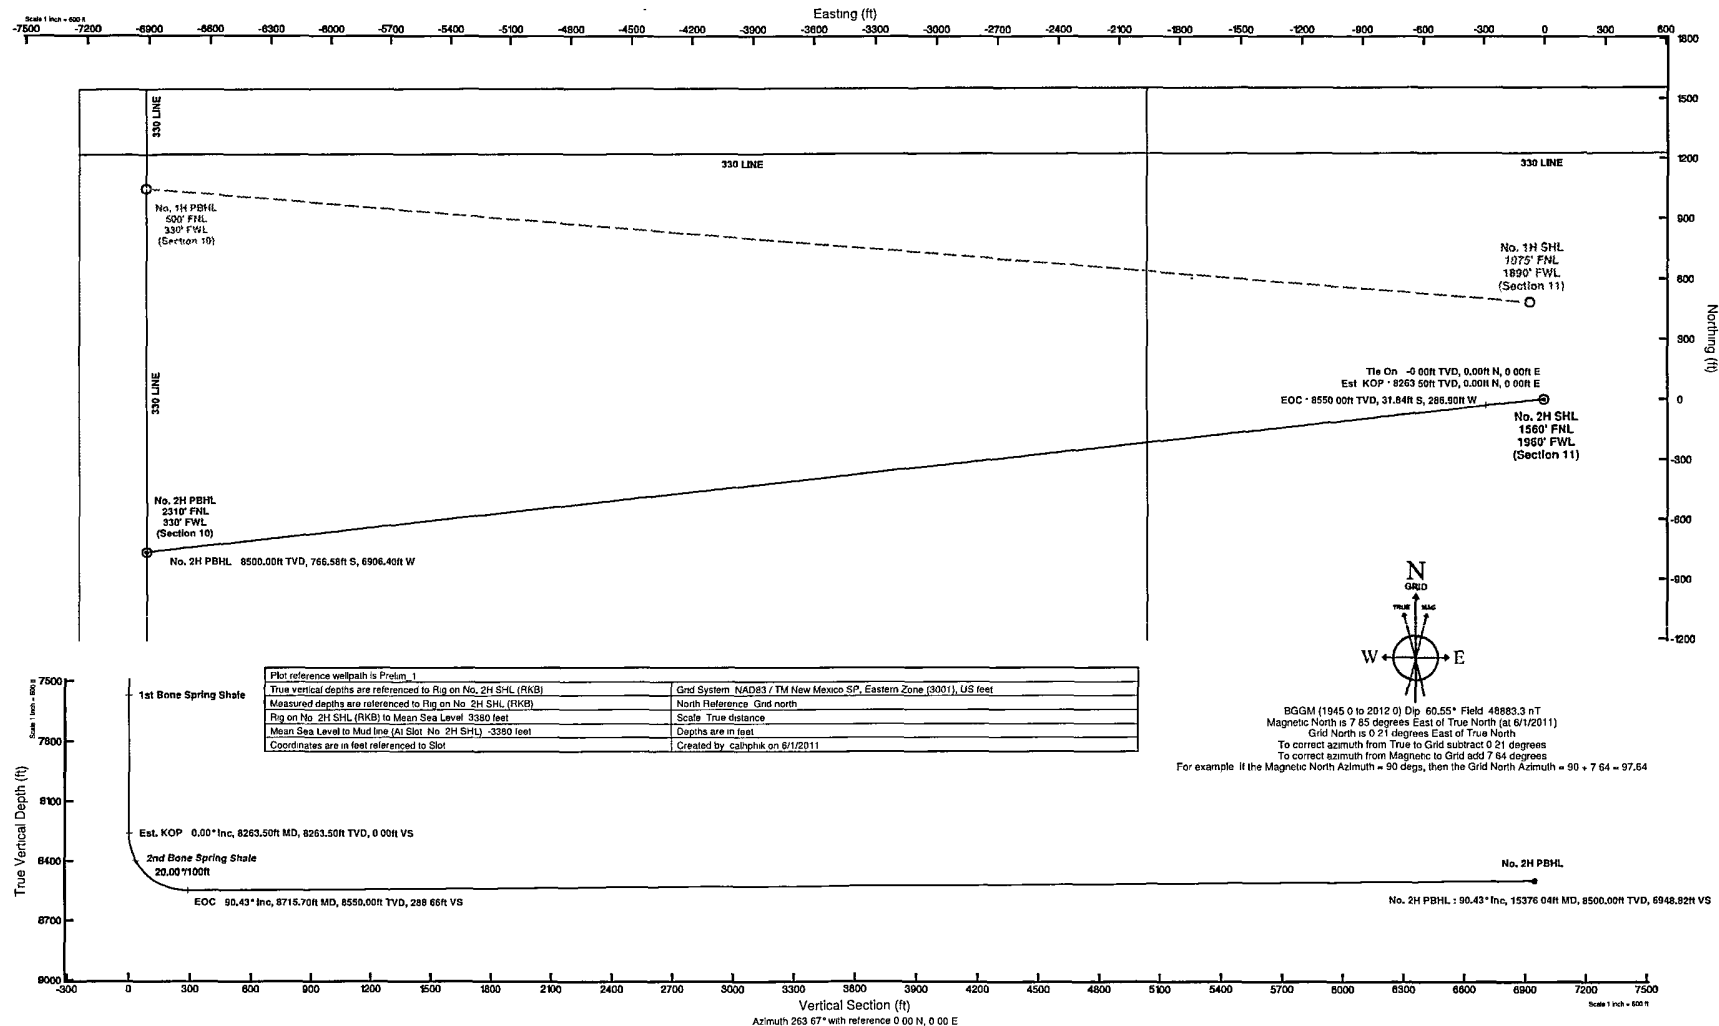 Scale 1 inch = 600 ft
Easting (ft)
-7500 -7200 -6900 -6600 -6300 -6000 -5700 -5400 -5100 -4800 -4500 -4200 -3900 -3600 -3300 -3000 -2700 -2400 -2100 -1800 -1500 -1200 -900 -600 -300 0 300 600
1800
1500
1200
900
600
300
0
-300
-600
-900
-1200
Northing (ft)
330 LINE
330 LINE
330 LINE
330 LINE
No. 1H PBHL
500' FNL
330' FWL
(Section 10)
No. 1H SHL
1075' FNL
1890' FWL
(Section 11)
Tie On -0 00ft TVD, 0.00ft N, 0 00ft E
Est KOP · 8263 50ft TVD, 0.00ft N, 0 00ft E
EOC · 8550 00ft TVD, 31.84ft S, 286.90ft W
No. 2H SHL
1560' FNL
1960' FWL
(Section 11)
No. 2H PBHL
2310' FNL
330' FWL
(Section 10)
No. 2H PBHL 8500.00ft TVD, 766.58ft S, 6906.40ft W
N
GRID
TRUE MAG
W E
BGGM (1945 0 to 2012 0) Dip 60.55° Field 48883.3 nT
Magnetic North is 7 85 degrees East of True North (at 6/1/2011)
Grid North is 0 21 degrees East of True North
To correct azimuth from True to Grid subtract 0 21 degrees
To correct azimuth from Magnetic to Grid add 7 64 degrees
For example if the Magnetic North Azimuth = 90 degs, then the Grid North Azimuth = 90 + 7 64 = 97.64
Plot reference wellpath is Prelim_1
True vertical depths are referenced to Rig on No. 2H SHL (RKB)
Grid System NAD83 / TM New Mexico SP, Eastern Zone (3001), US feet
Measured depths are referenced to Rig on No 2H SHL (RKB)
North Reference Grid north
Rig on No 2H SHL (RKB) to Mean Sea Level 3380 feet
Scale True distance
Mean Sea Level to Mud line (At Slot No 2H SHL) -3380 feet
Depths are in feet
Coordinates are in feet referenced to Slot
Created by calhphk on 6/1/2011
Scale 1 inch = 600 ft
True Vertical Depth (ft)
7500
7800
8100
8400
8700
9000
1st Bone Spring Shale
Est. KOP 0.00° Inc, 8263.50ft MD, 8263.50ft TVD, 0 00ft VS
2nd Bone Spring Shale
20.00°/100ft
EOC 90.43° Inc, 8715.70ft MD, 8550.00ft TVD, 288 66ft VS
No. 2H PBHL
No. 2H PBHL : 90.43° Inc, 15376 04ft MD, 8500.00ft TVD, 6948.82ft VS
-300 0 300 600 900 1200 1500 1800 2100 2400 2700 3000 3300 3600 3900 4200 4500 4800 5100 5400 5700 6000 6300 6600 6900 7200 7500
Vertical Section (ft)
Scale 1 inch = 600 ft
Azimuth 263 67° with reference 0 00 N, 0 00 E